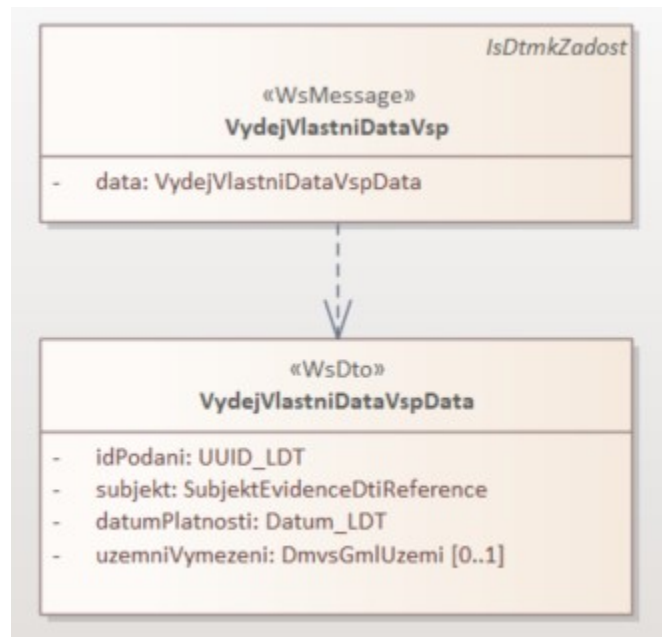 IsDtmkZadost
«WsMessage»
VydejVlastniDataVsp
- data: VydejVlastniDataVspData
«WsDto»
VydejVlastniDataVspData
- idPodani: UUID_LDT
- subjekt: SubjektEvidenceDtiReference
- datumPlatnosti: Datum_LDT
- uzemniVymezeni: DmvsGmlUzemi [0..1]